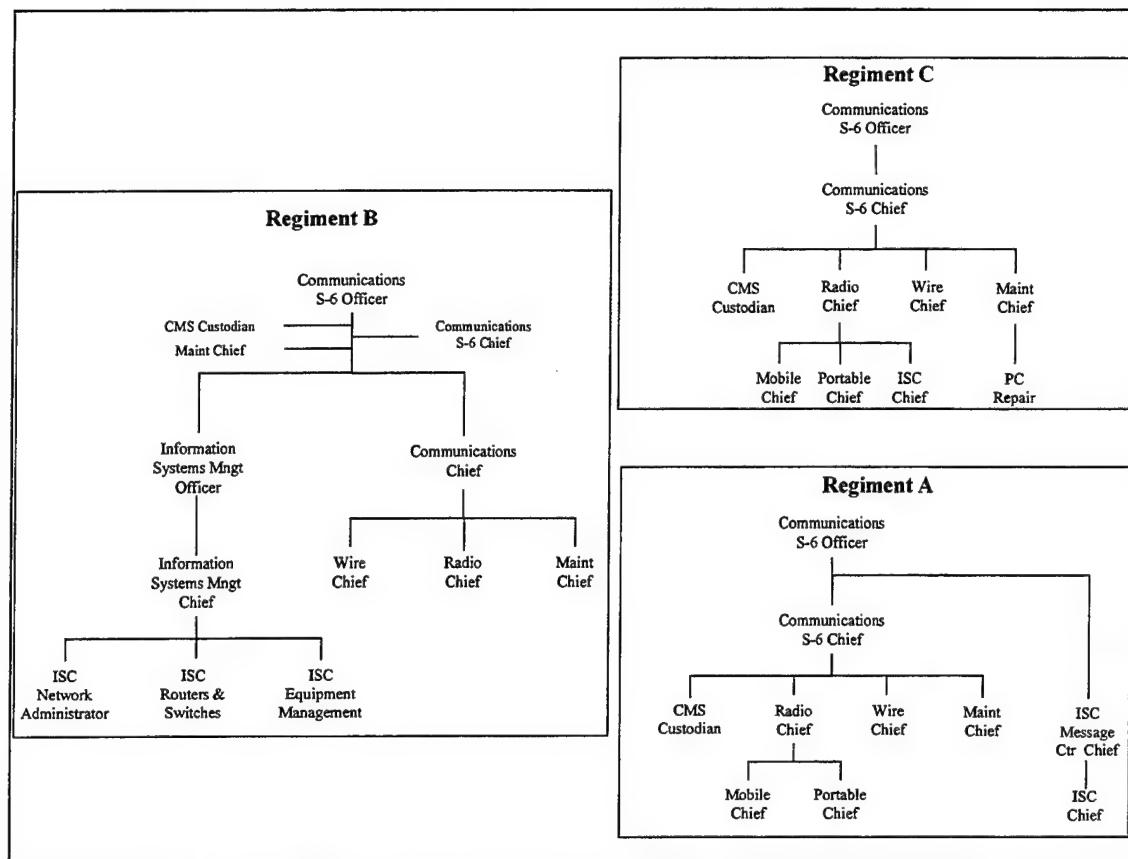 Regiment C
Communications
S-6 Officer
Communications
S-6 Chief
CMS
Custodian
Radio
Chief
Wire
Chief
Maint
Chief
Mobile
Chief
Portable
Chief
ISC
Chief
PC
Repair
Regiment B
Communications
S-6 Officer
CMS Custodian
Maint Chief
Communications
S-6 Chief
Information
Systems Mngt
Officer
Communications
Chief
Information
Systems Mngt
Chief
Wire
Chief
Radio
Chief
Maint
Chief
ISC
Network
Administrator
ISC
Routers &
Switches
ISC
Equipment
Management
Regiment A
Communications
S-6 Officer
Communications
S-6 Chief
CMS
Custodian
Radio
Chief
Wire
Chief
Maint
Chief
ISC
Message
Ctr Chief
Mobile
Chief
Portable
Chief
ISC
Chief